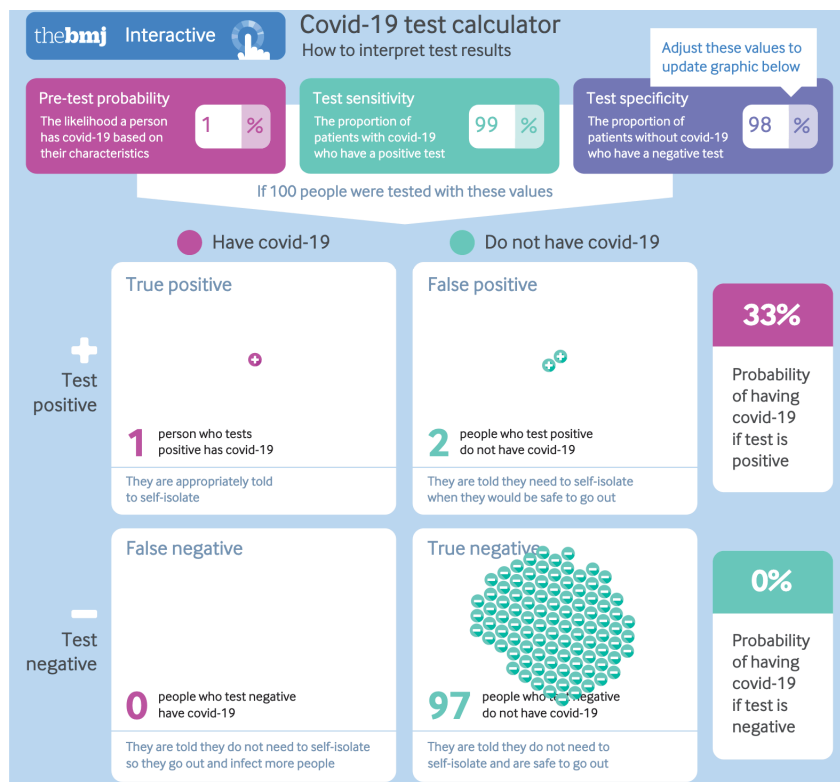 thebmj Interactive
Covid-19 test calculator
How to interpret test results
Adjust these values to
update graphic below
Pre-test probability
The likelihood a person
has covid-19 based on
their characteristics
1 %
Test sensitivity
The proportion of
patients with covid-19
who have a positive test
99 %
Test specificity
The proportion of
patients without covid-19
who have a negative test
98 %
If 100 people were tested with these values
Have covid-19
Do not have covid-19
+
Test
positive
True positive
+
1
person who tests
positive has covid-19
They are appropriately told
to self-isolate
False positive
+ +
2
people who test positive
do not have covid-19
They are told they need to self-isolate
when they would be safe to go out
33%
Probability
of having
covid-19
if test is
positive
−
Test
negative
False negative
0
people who test negative
have covid-19
They are told they do not need to self-isolate
so they go out and infect more people
True negative
97
people who test negative
do not have covid-19
They are told they do not need to
self-isolate and are safe to go out
0%
Probability
of having
covid-19
if test is
negative